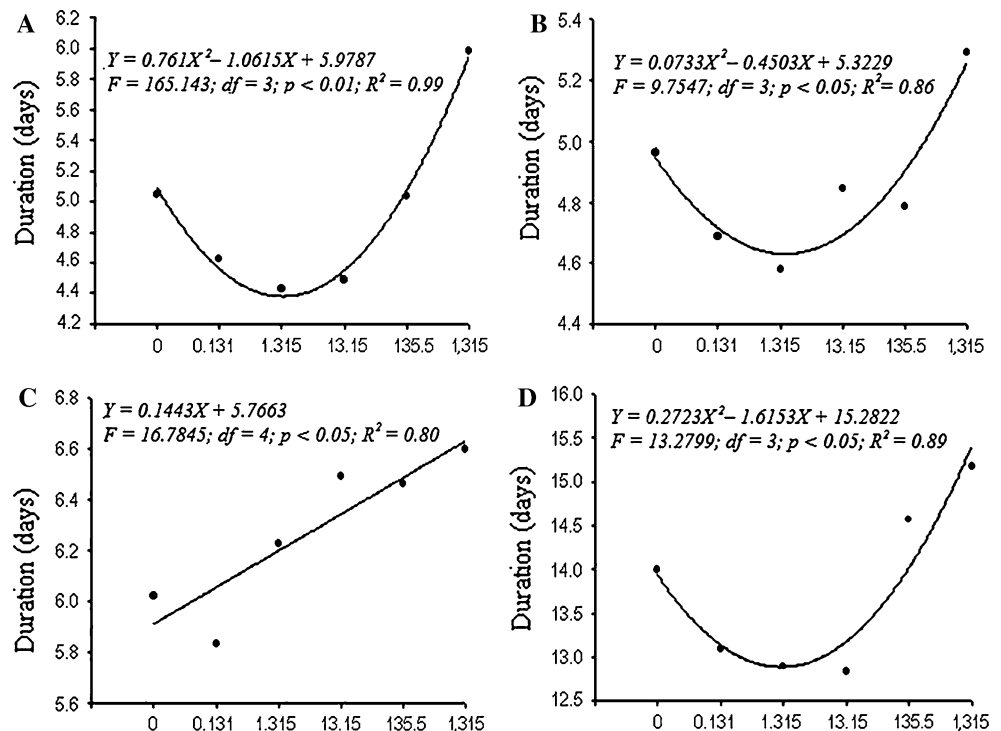 A
Y = 0.761X² – 1.0615X + 5.9787
F = 165.143; df = 3; p < 0.01; R² = 0.99
Duration (days)
6.2
6.0
5.8
5.6
5.4
5.2
5.0
4.8
4.6
4.4
4.2
0 0.131 1.315 13.15 135.5 1,315
B
Y = 0.0733X² – 0.4503X + 5.3229
F = 9.7547; df = 3; p < 0.05; R² = 0.86
Duration (days)
5.4
5.2
5.0
4.8
4.6
4.4
0 0.131 1.315 13.15 135.5 1,315
C
Y = 0.1443X + 5.7663
F = 16.7845; df = 4; p < 0.05; R² = 0.80
Duration (days)
6.8
6.6
6.4
6.2
6.0
5.8
5.6
0 0.131 1.315 13.15 135.5 1,315
D
Y = 0.2723X² – 1.6153X + 15.2822
F = 13.2799; df = 3; p < 0.05; R² = 0.89
Duration (days)
16.0
15.5
15.0
14.5
14.0
13.5
13.0
12.5
0 0.131 1.315 13.15 135.5 1,315